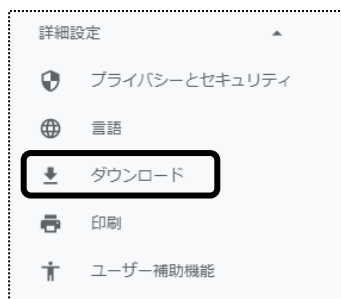 詳細設定
プライバシーとセキュリティ
言語
ダウンロード
印刷
ユーザー補助機能